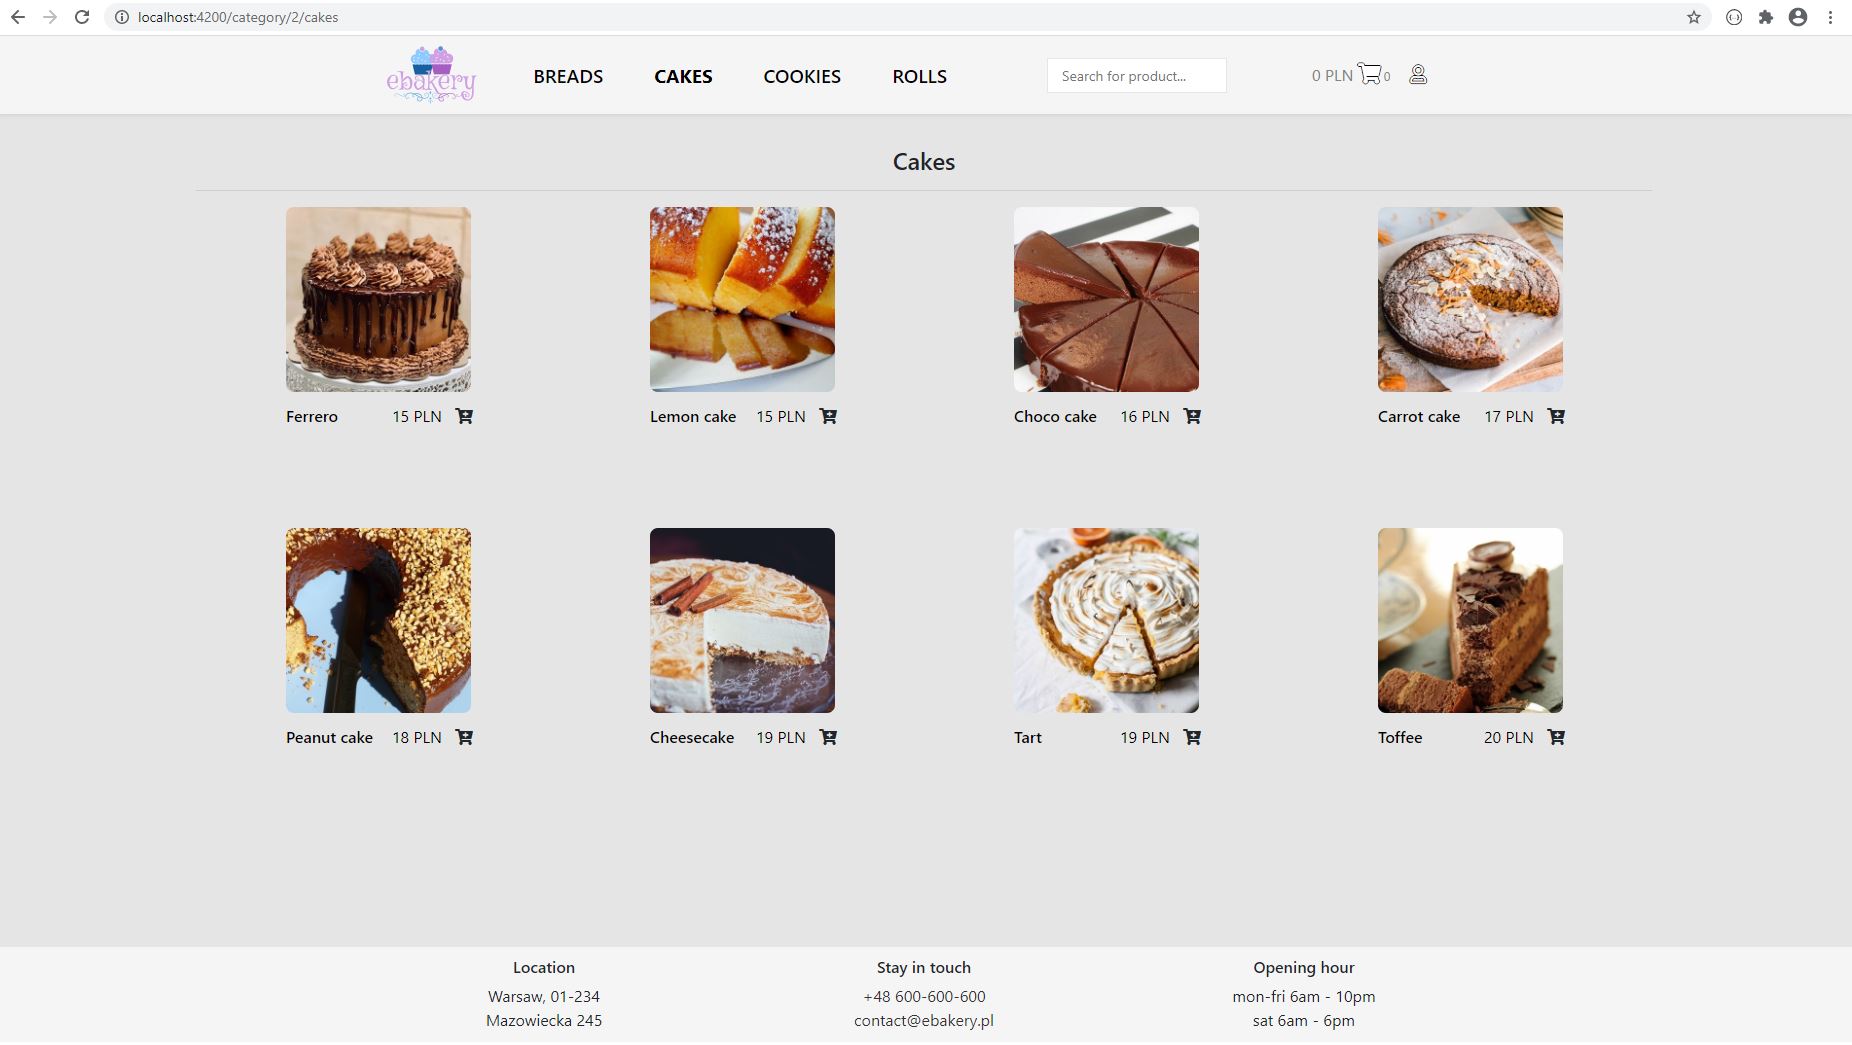 localhost:4200/category/2/cakes
ebakery
BREADS
CAKES
COOKIES
ROLLS
Search for product...
0 PLN
0
Cakes
Ferrero 15 PLN
Lemon cake 15 PLN
Choco cake 16 PLN
Carrot cake 17 PLN
Peanut cake 18 PLN
Cheesecake 19 PLN
Tart 19 PLN
Toffee 20 PLN
Location
Warsaw, 01-234
Mazowiecka 245
Stay in touch
+48 600-600-600
contact@ebakery.pl
Opening hour
mon-fri 6am - 10pm
sat 6am - 6pm